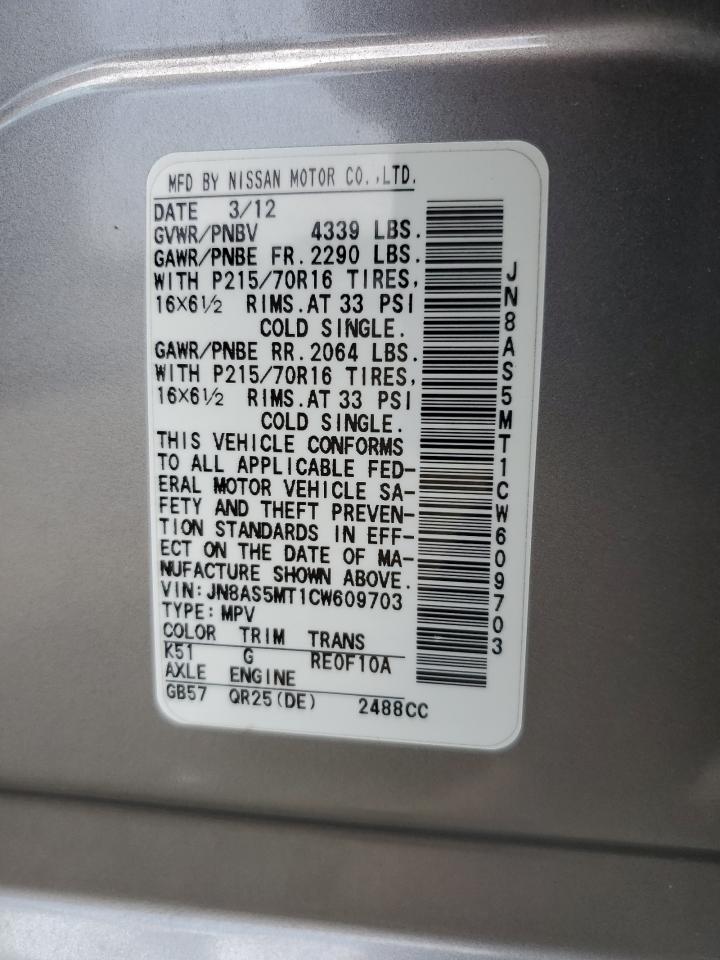 MFD BY NISSAN MOTOR CO.,LTD.
DATE 3/12
GVWR/PNBV 4339 LBS.
GAWR/PNBE FR. 2290 LBS.
WITH P215/70R16 TIRES,
16×6½ RIMS. AT 33 PSI
COLD SINGLE.
GAWR/PNBE RR. 2064 LBS.
WITH P215/70R16 TIRES,
16×6½ RIMS. AT 33 PSI
COLD SINGLE.
THIS VEHICLE CONFORMS
TO ALL APPLICABLE FED-
ERAL MOTOR VEHICLE SA-
FETY AND THEFT PREVEN-
TION STANDARDS IN EFF-
ECT ON THE DATE OF MA-
NUFACTURE SHOWN ABOVE.
VIN: JN8AS5MT1CW609703
TYPE: MPV
COLOR TRIM TRANS
K51 G RE0F10A
AXLE ENGINE
GB57 QR25(DE) 2488CC
JN8AS5MT1CW609703